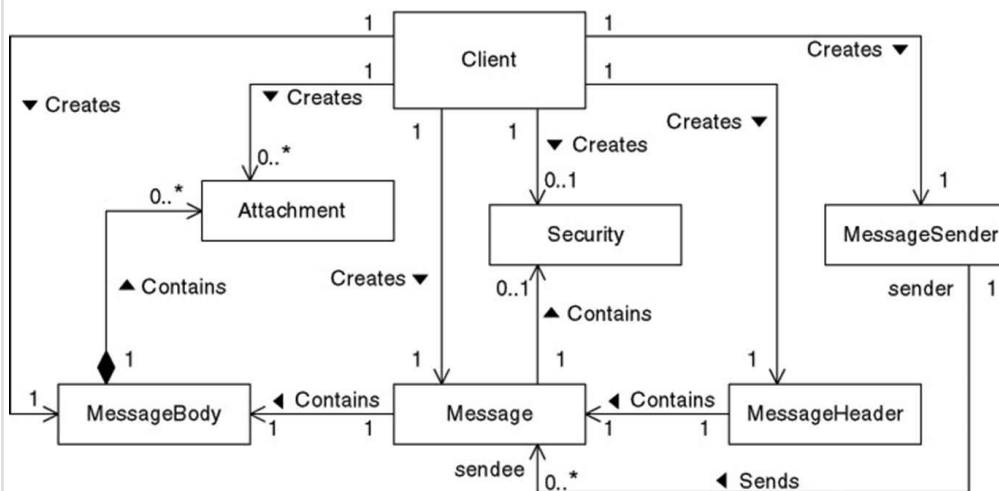 1
1
Client
Creates ▼
1
1
▼ Creates
▼ Creates
Creates ▼
1
1
▼ Creates
0..*
0..1
1
0..*
Attachment
Security
MessageSender
Creates ▼
▲ Contains
0..1
sender
1
▲ Contains
1
1
1
1
1
MessageBody
◀ Contains
Message
◀ Contains
MessageHeader
1
1
1
1
sendee
0..*
◀ Sends